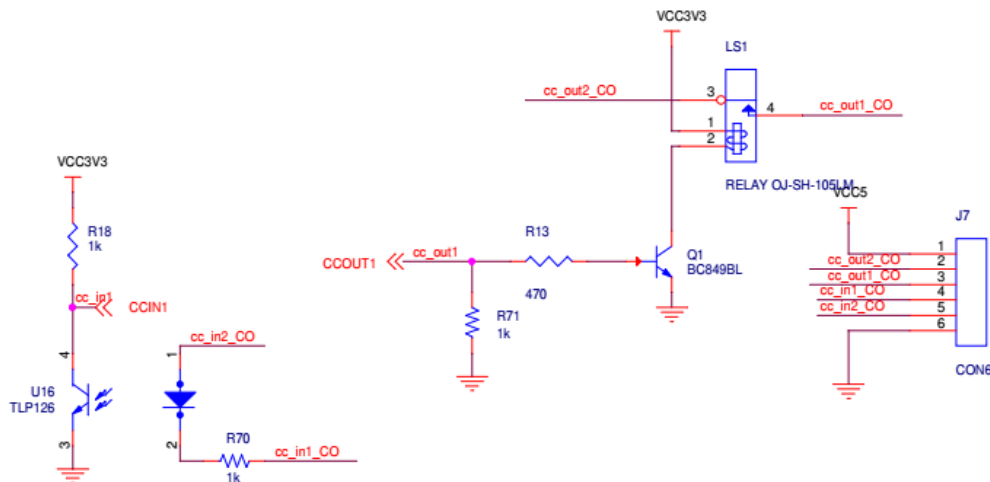 VCC3V3
LS1
cc_out2_CO
3
4
cc_out1_CO
1
2
RELAY OJ-SH-105LM
VCC3V3
R18
1k
cc_in1
CCIN1
4
U16
TLP126
3
1
cc_in2_CO
2
R70
1k
cc_in1_CO
CCOUT1
cc_out1
R13
470
R71
1k
Q1
BC849BL
VCC5
J7
1
cc_out2_CO
2
cc_out1_CO
3
cc_in1_CO
4
cc_in2_CO
5
6
CON6